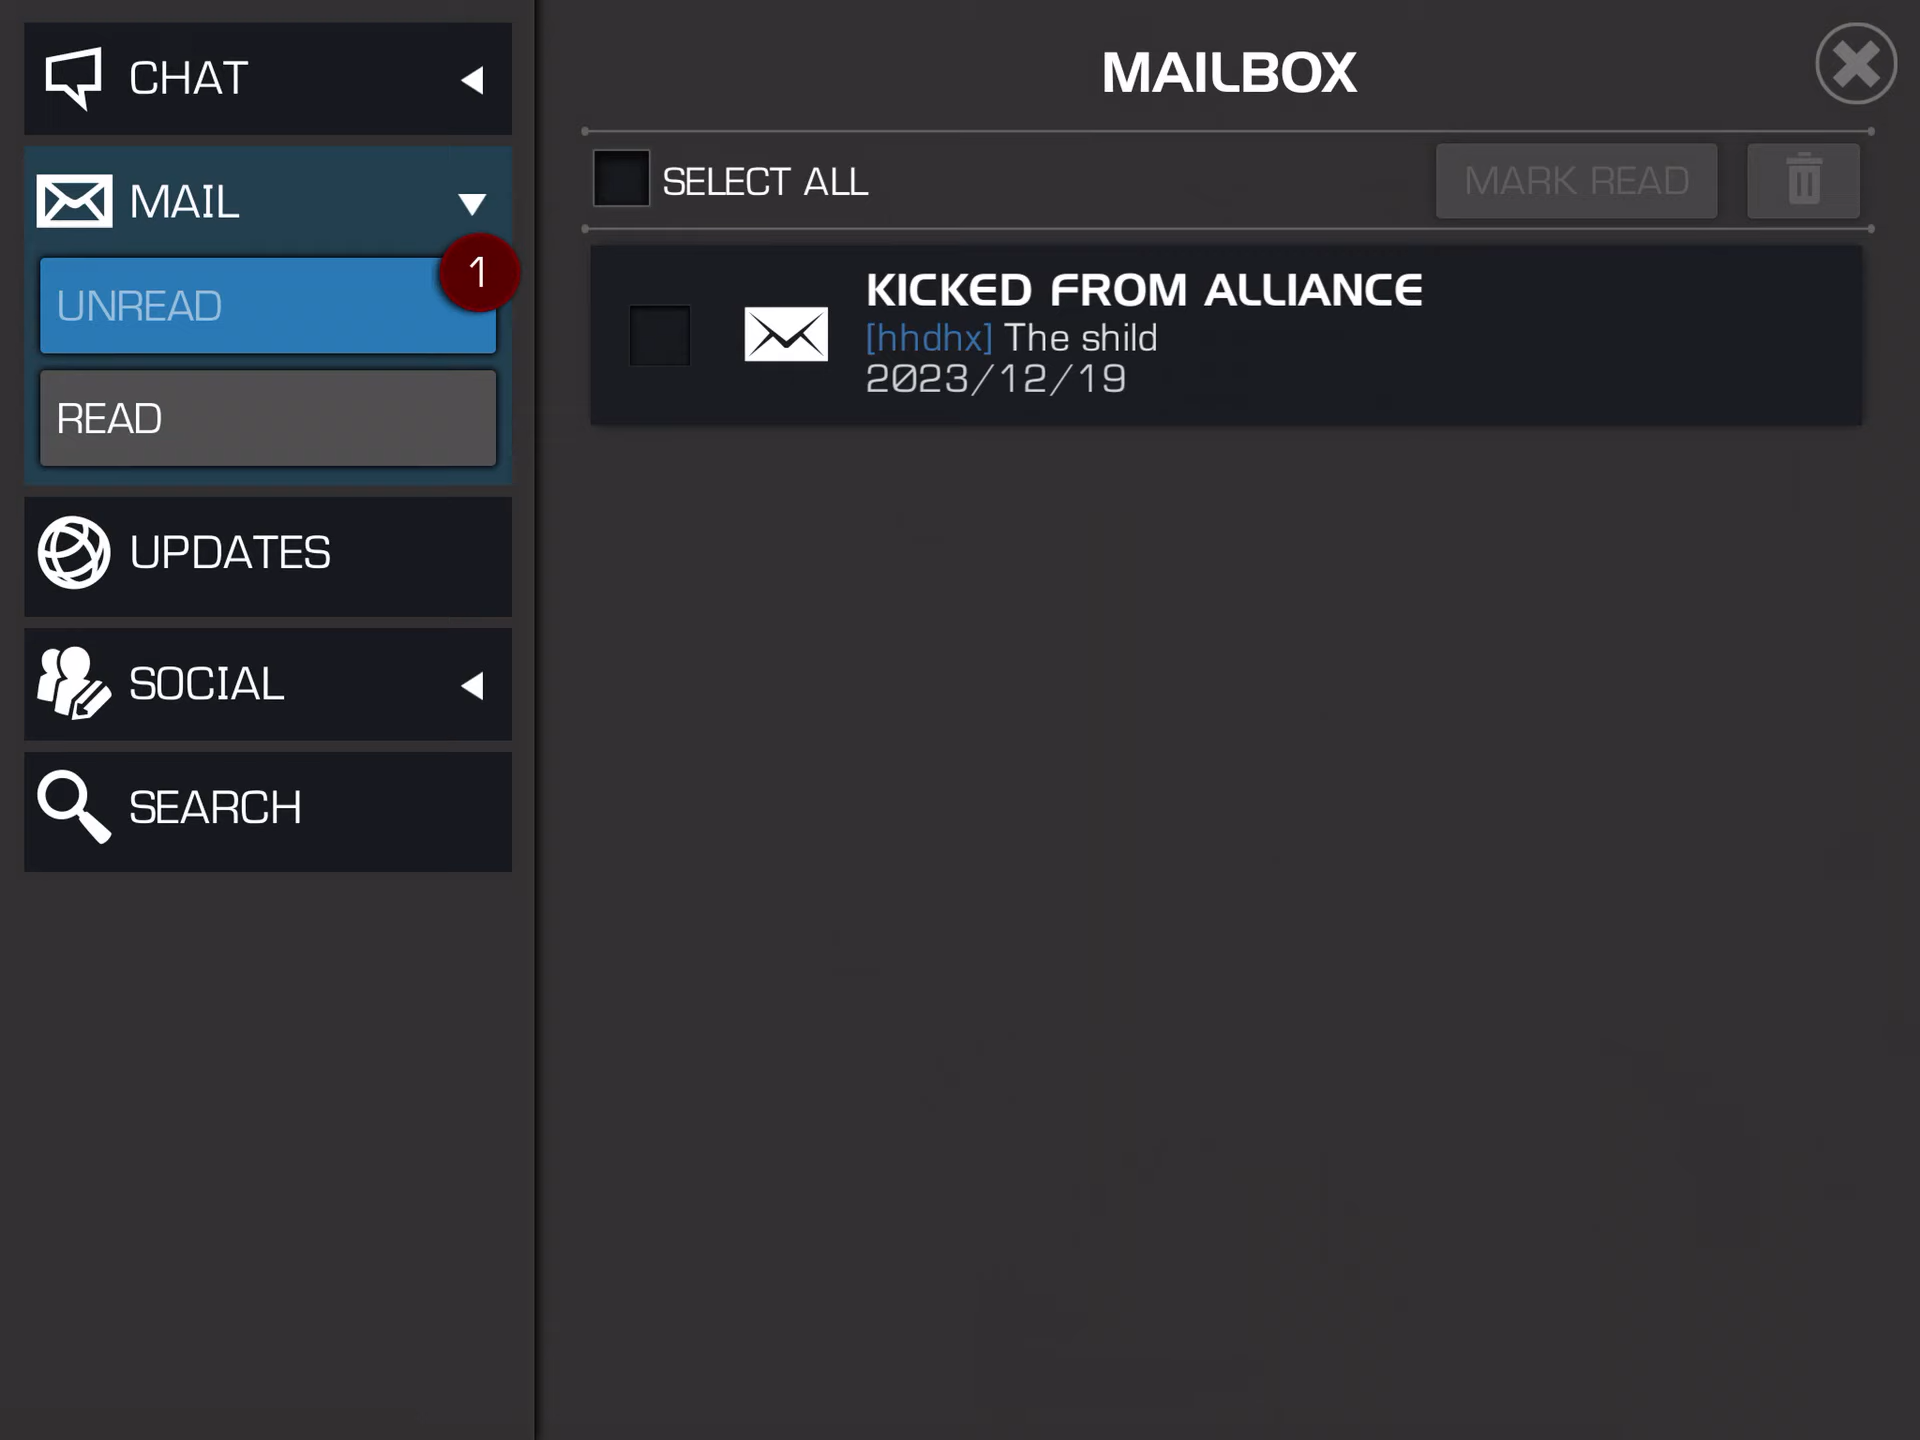 CHAT
MAIL
UNREAD
1
READ
UPDATES
SOCIAL
SEARCH
MAILBOX
SELECT ALL
MARK READ
KICKED FROM ALLIANCE
[hhdhx] The shild
2023/12/19